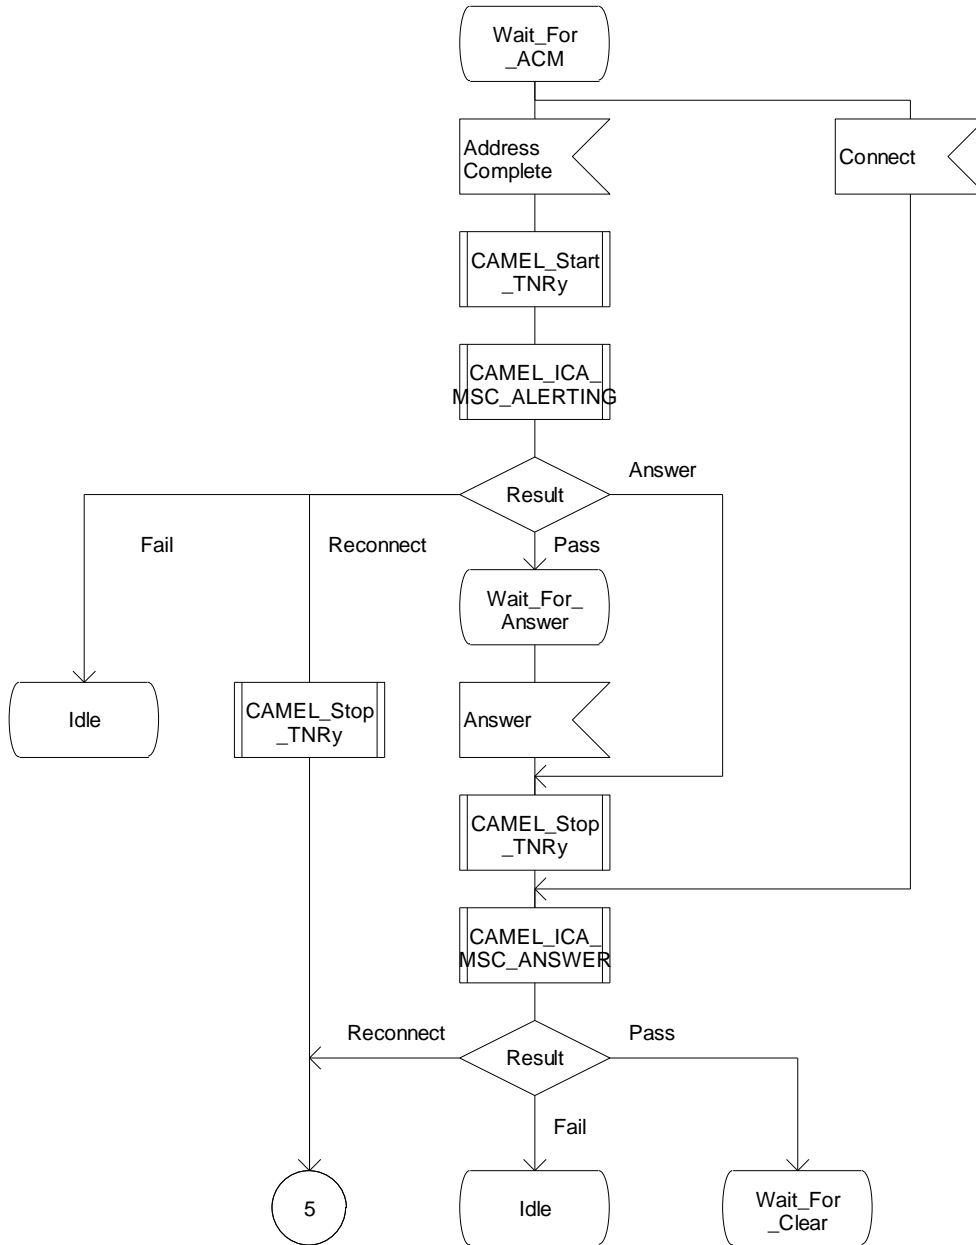 Wait_For
_ACM
Address
Complete
Connect
CAMEL_Start
_TNRy
CAMEL_ICA_
MSC_ALERTING
Answer
Result
Fail
Reconnect
Pass
Wait_For_
Answer
Idle
CAMEL_Stop
_TNRy
Answer
CAMEL_Stop
_TNRy
CAMEL_ICA_
MSC_ANSWER
Reconnect
Result
Pass
Fail
5
Idle
Wait_For
_Clear